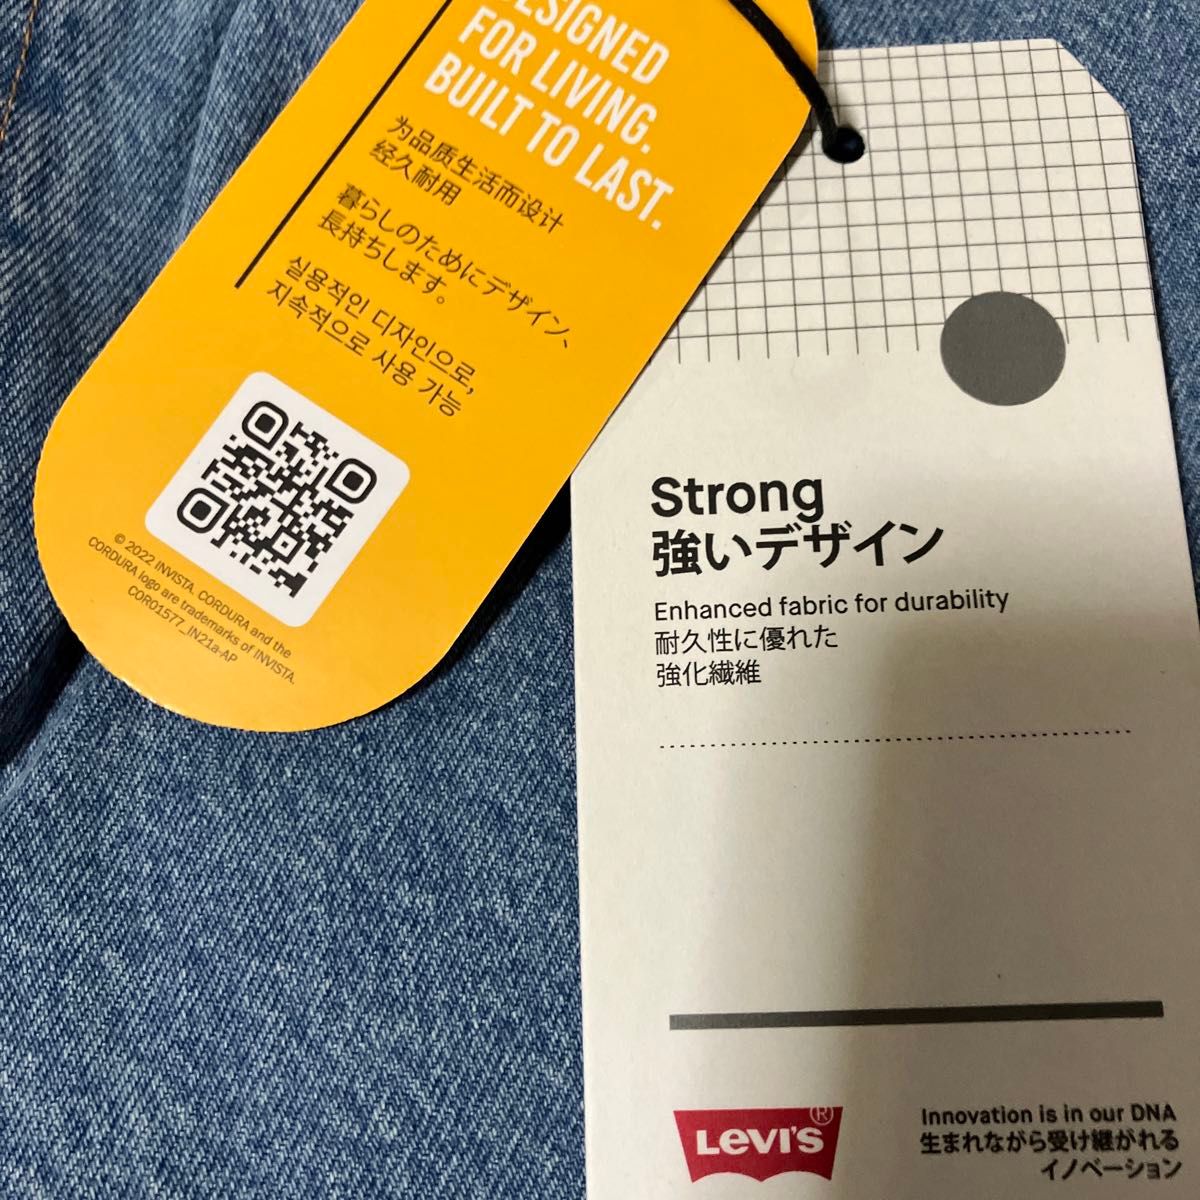 DESIGNED
FOR LIVING.
BUILT TO LAST.
为品质生活而设计
经久耐用
暮らしのためにデザイン、
長持ちします。
실용적인 디자인으로,
지속적으로 사용 가능
© 2022 INVISTA. CORDURA and the
CORDURA logo are trademarks of INVISTA.
COR01577_IN21a-AP
Strong
強いデザイン
Enhanced fabric for durability
耐久性に優れた
強化繊維
Levi's®
Innovation is in our DNA
生まれながら受け継がれる
イノベーション